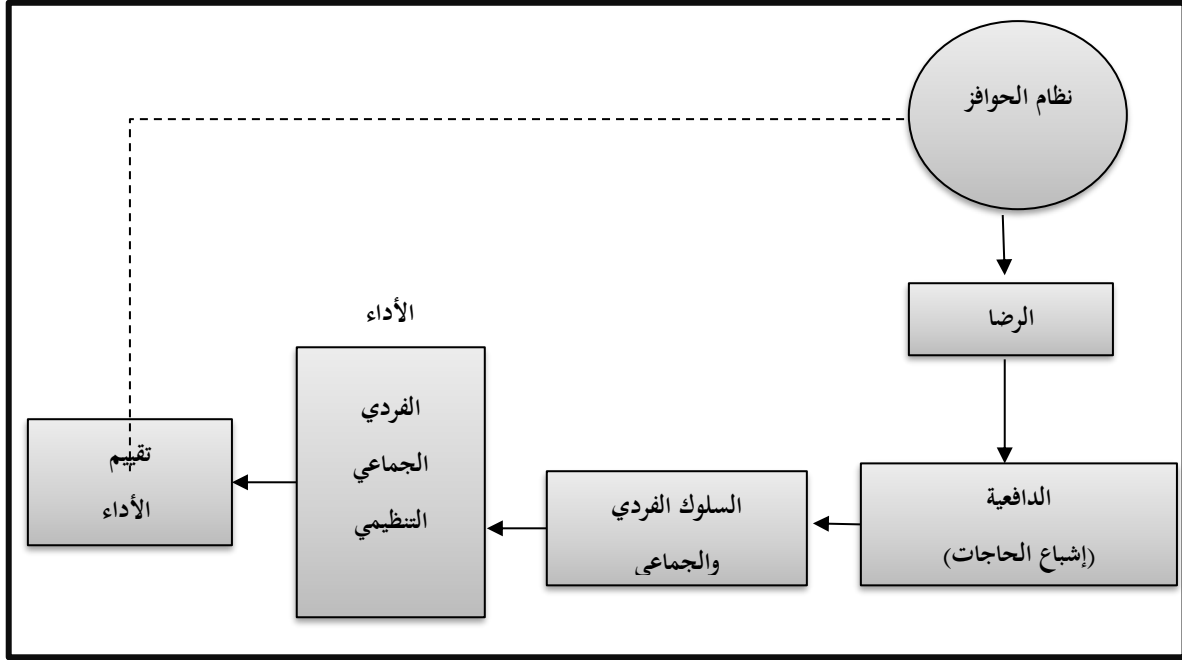 نظام الحوافز
الرضا
الدافعية
(إشباع الحاجات)
السلوك الفردي
والجماعي
الأداء
الفردي
الجماعي
التنظيمي
تقييم
الأداء